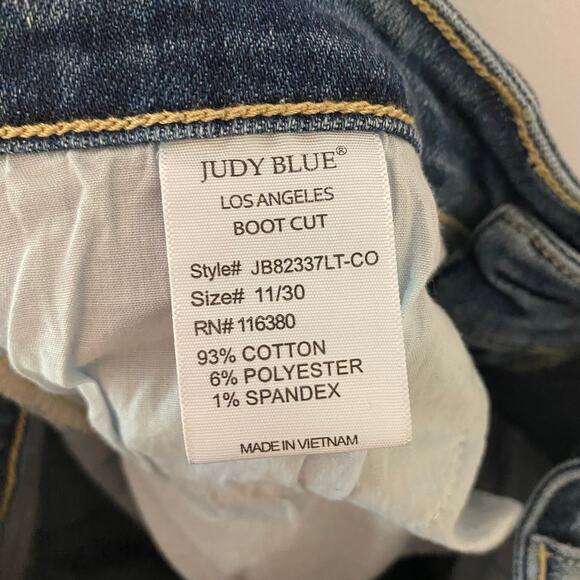 JUDY BLUE®
LOS ANGELES
BOOT CUT
Style# JB82337LT-CO
Size# 11/30
RN# 116380
93% COTTON
6% POLYESTER
1% SPANDEX
MADE IN VIETNAM